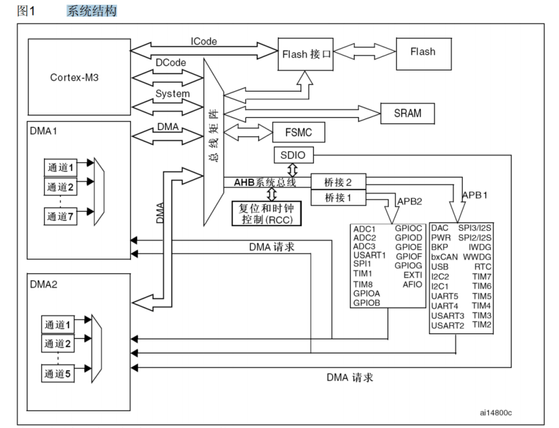 图1 系统结构
Cortex-M3
ICode
DCode
System
DMA
Flash 接口
Flash
SRAM
FSMC
SDIO
总线矩阵
DMA1
通道1
通道2
通道7
DMA
AHB系统总线
桥接2
桥接1
复位和时钟
控制(RCC)
APB2
APB1
ADC1 GPIOC
ADC2 GPIOD
ADC3 GPIOE
USART1 GPIOF
SPI1 GPIOG
TIM1 EXTI
TIM8 AFIO
GPIOA
GPIOB
DAC SPI3/I2S
PWR SPI2/I2S
BKP IWDG
bxCAN WWDG
USB RTC
I2C2 TIM7
I2C1 TIM6
UART5 TIM5
UART4 TIM4
USART3 TIM3
USART2 TIM2
DMA 请求
DMA2
通道1
通道2
通道5
DMA 请求
ai14800c